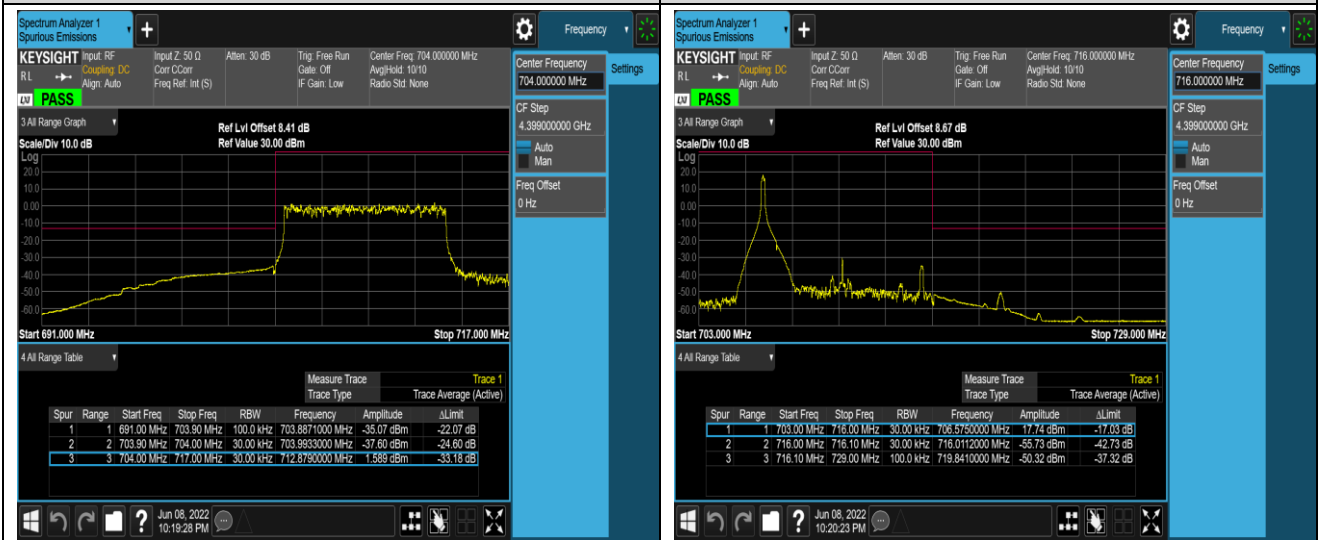 Spectrum Analyzer 1
Spurious Emissions
+
Frequency
KEYSIGHT Input: RF Input Z: 50 Ω Atten: 30 dB Trig: Free Run Center Freq: 704.000000 MHz
Coupling: DC Corr CCorr Gate: Off Avg|Hold: 10/10
R L Align: Auto Freq Ref: Int (S) IF Gain: Low Radio Std: None
LXI PASS
Center Frequency
704.000000 MHz
Settings
CF Step
4.399000000 GHz
Auto
Man
Freq Offset
0 Hz
3 All Range Graph
Ref Lvl Offset 8.41 dB
Scale/Div 10.0 dB Ref Value 30.00 dBm
Log
20.0
10.0
0.00
-10.0
-20.0
-30.0
-40.0
-50.0
-60.0
Start 691.000 MHz Stop 717.000 MHz
4 All Range Table
Measure Trace Trace 1
Trace Type Trace Average (Active)
Spur Range Start Freq Stop Freq RBW Frequency Amplitude ΔLimit
1 1 691.00 MHz 703.90 MHz 100.0 kHz 703.8871000 MHz -35.07 dBm -22.07 dB
2 2 703.90 MHz 704.00 MHz 30.00 kHz 703.9933000 MHz -37.60 dBm -24.60 dB
3 3 704.00 MHz 717.00 MHz 30.00 kHz 712.8790000 MHz 1.589 dBm -33.18 dB
?
Jun 08, 2022
10:19:28 PM
Spectrum Analyzer 1
Spurious Emissions
+
Frequency
KEYSIGHT Input: RF Input Z: 50 Ω Atten: 30 dB Trig: Free Run Center Freq: 716.000000 MHz
Coupling: DC Corr CCorr Gate: Off Avg|Hold: 10/10
R L Align: Auto Freq Ref: Int (S) IF Gain: Low Radio Std: None
LXI PASS
Center Frequency
716.000000 MHz
Settings
CF Step
4.399000000 GHz
Auto
Man
Freq Offset
0 Hz
3 All Range Graph
Ref Lvl Offset 8.67 dB
Scale/Div 10.0 dB Ref Value 30.00 dBm
Log
20.0
10.0
0.00
-10.0
-20.0
-30.0
-40.0
-50.0
-60.0
Start 703.000 MHz Stop 729.000 MHz
4 All Range Table
Measure Trace Trace 1
Trace Type Trace Average (Active)
Spur Range Start Freq Stop Freq RBW Frequency Amplitude ΔLimit
1 1 703.00 MHz 716.00 MHz 30.00 kHz 706.5750000 MHz 17.74 dBm -17.03 dB
2 2 716.00 MHz 716.10 MHz 30.00 kHz 716.0112000 MHz -55.73 dBm -42.73 dB
3 3 716.10 MHz 729.00 MHz 100.0 kHz 719.8410000 MHz -50.32 dBm -37.32 dB
?
Jun 08, 2022
10:20:23 PM